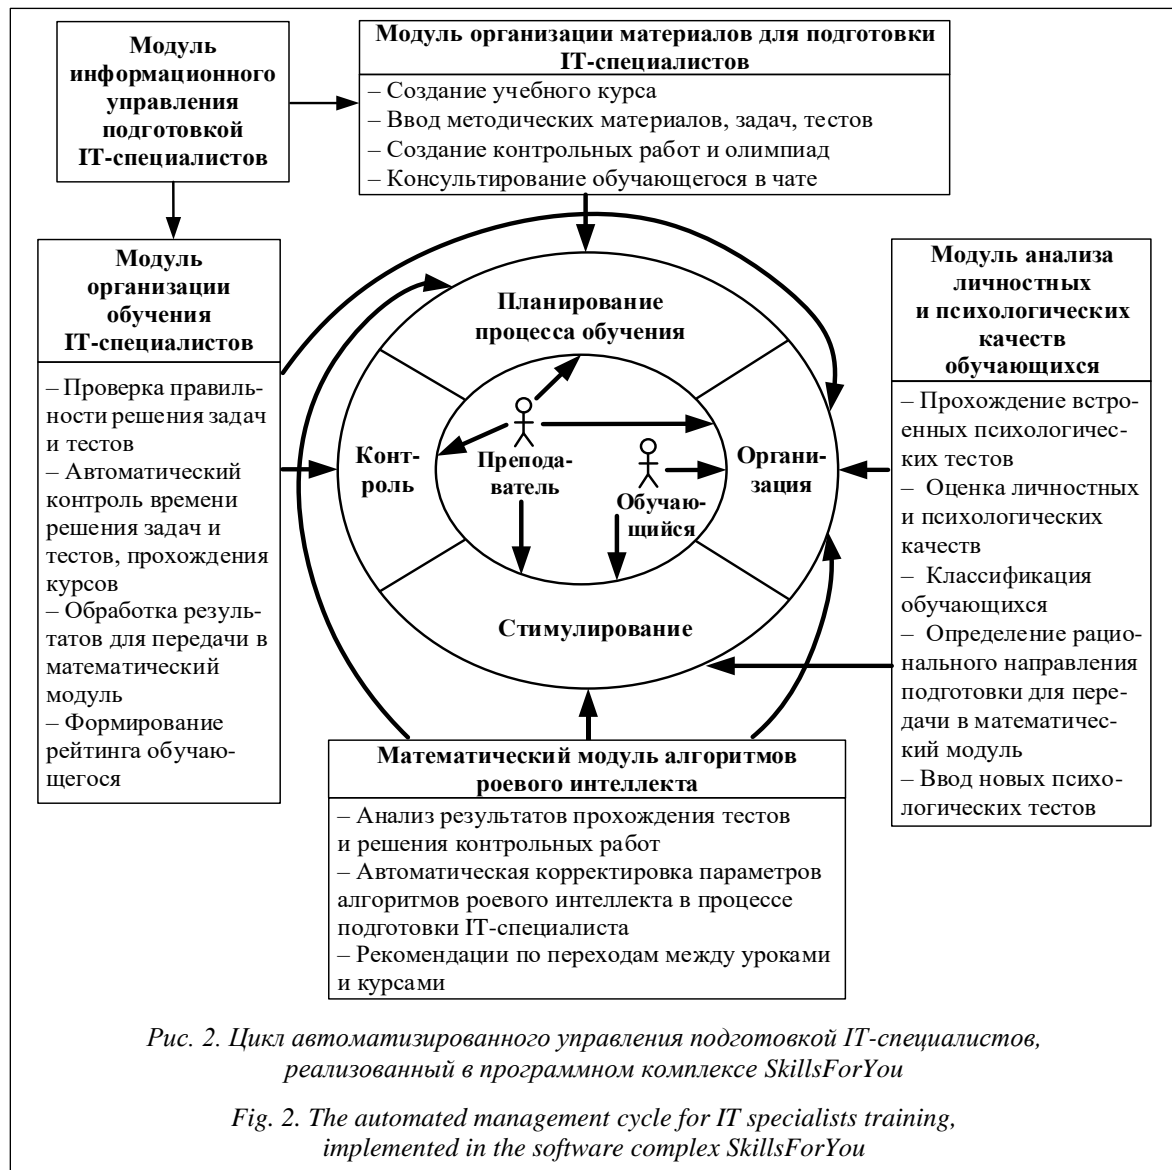 Модуль
информационного
управления
подготовкой
IT-специалистов
Модуль организации материалов для подготовки
IT-специалистов
– Создание учебного курса
– Ввод методических материалов, задач, тестов
– Создание контрольных работ и олимпиад
– Консультирование обучающегося в чате
Модуль
организации
обучения
IT-специалистов
– Проверка правиль-
ности решения задач
и тестов
– Автоматический
контроль времени
решения задач и
тестов, прохождения
курсов
– Обработка резуль-
татов для передачи в
математический
модуль
– Формирование
рейтинга обучаю-
щегося
Планирование
процесса обучения
Конт-
роль
Препода-
ватель
Обучаю-
щийся
Органи-
зация
Стимулирование
Модуль анализа
личностных
и психологических
качеств
обучающихся
– Прохождение встро-
енных психологичес-
ких тестов
– Оценка личностных
и психологических
качеств
– Классификация
обучающихся
– Определение рацио-
нального направления
подготовки для пере-
дачи в математичес-
кий модуль
– Ввод новых психо-
логических тестов
Математический модуль алгоритмов
роевого интеллекта
– Анализ результатов прохождения тестов
и решения контрольных работ
– Автоматическая корректировка параметров
алгоритмов роевого интеллекта в процессе
подготовки IT-специалиста
– Рекомендации по переходам между уроками
и курсами
Рис. 2. Цикл автоматизированного управления подготовкой IT-специалистов,
реализованный в программном комплексе SkillsForYou
Fig. 2. The automated management cycle for IT specialists training,
implemented in the software complex SkillsForYou